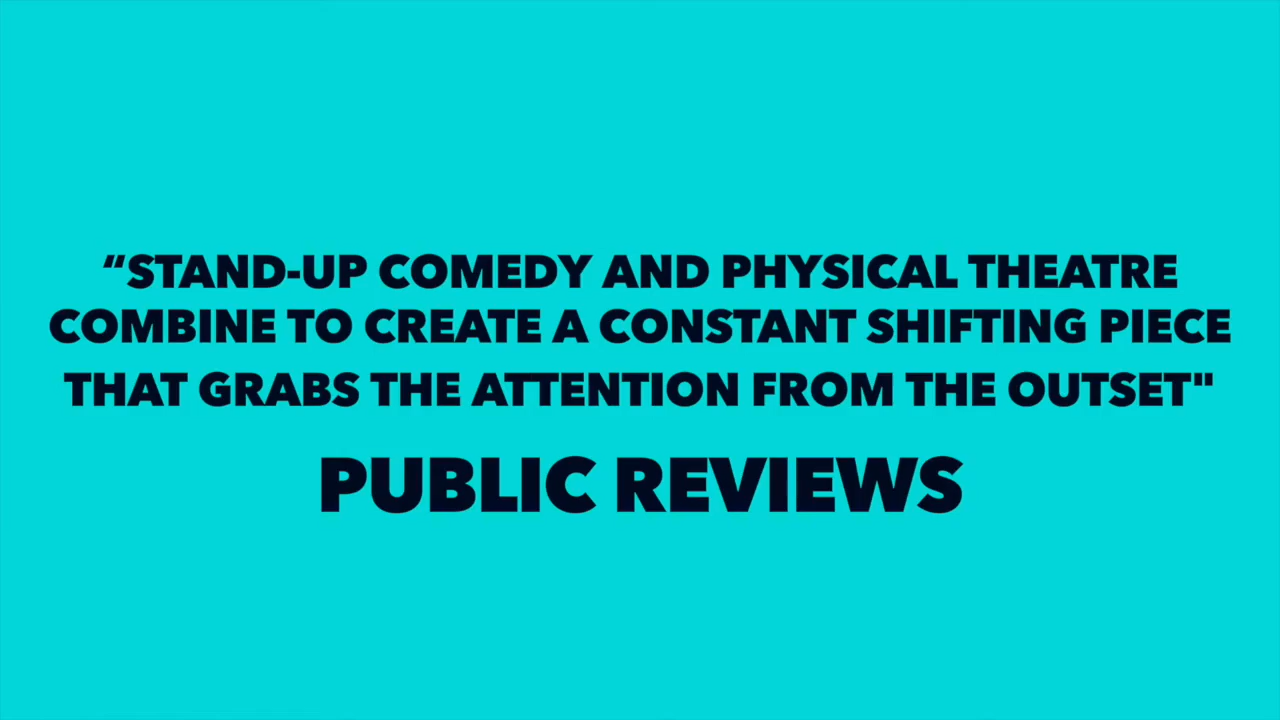 “STAND-UP COMEDY AND PHYSICAL THEATRE
COMBINE TO CREATE A CONSTANT SHIFTING PIECE
THAT GRABS THE ATTENTION FROM THE OUTSET"
PUBLIC REVIEWS